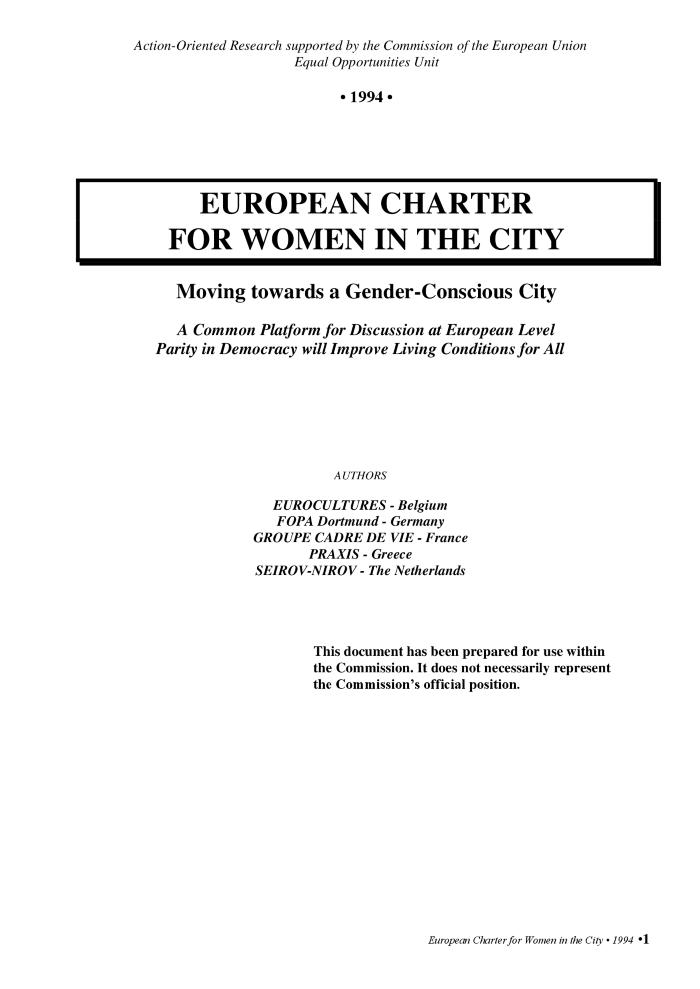 Action-Oriented Research supported by the Commission of the European Union
Equal Opportunities Unit
• 1994 •
EUROPEAN CHARTER
FOR WOMEN IN THE CITY
Moving towards a Gender-Conscious City
A Common Platform for Discussion at European Level
Parity in Democracy will Improve Living Conditions for All
AUTHORS
EUROCULTURES - Belgium
FOPA Dortmund - Germany
GROUPE CADRE DE VIE - France
PRAXIS - Greece
SEIROV-NIROV - The Netherlands
This document has been prepared for use within
the Commission. It does not necessarily represent
the Commission’s official position.
European Charter for Women in the City • 1994 •1